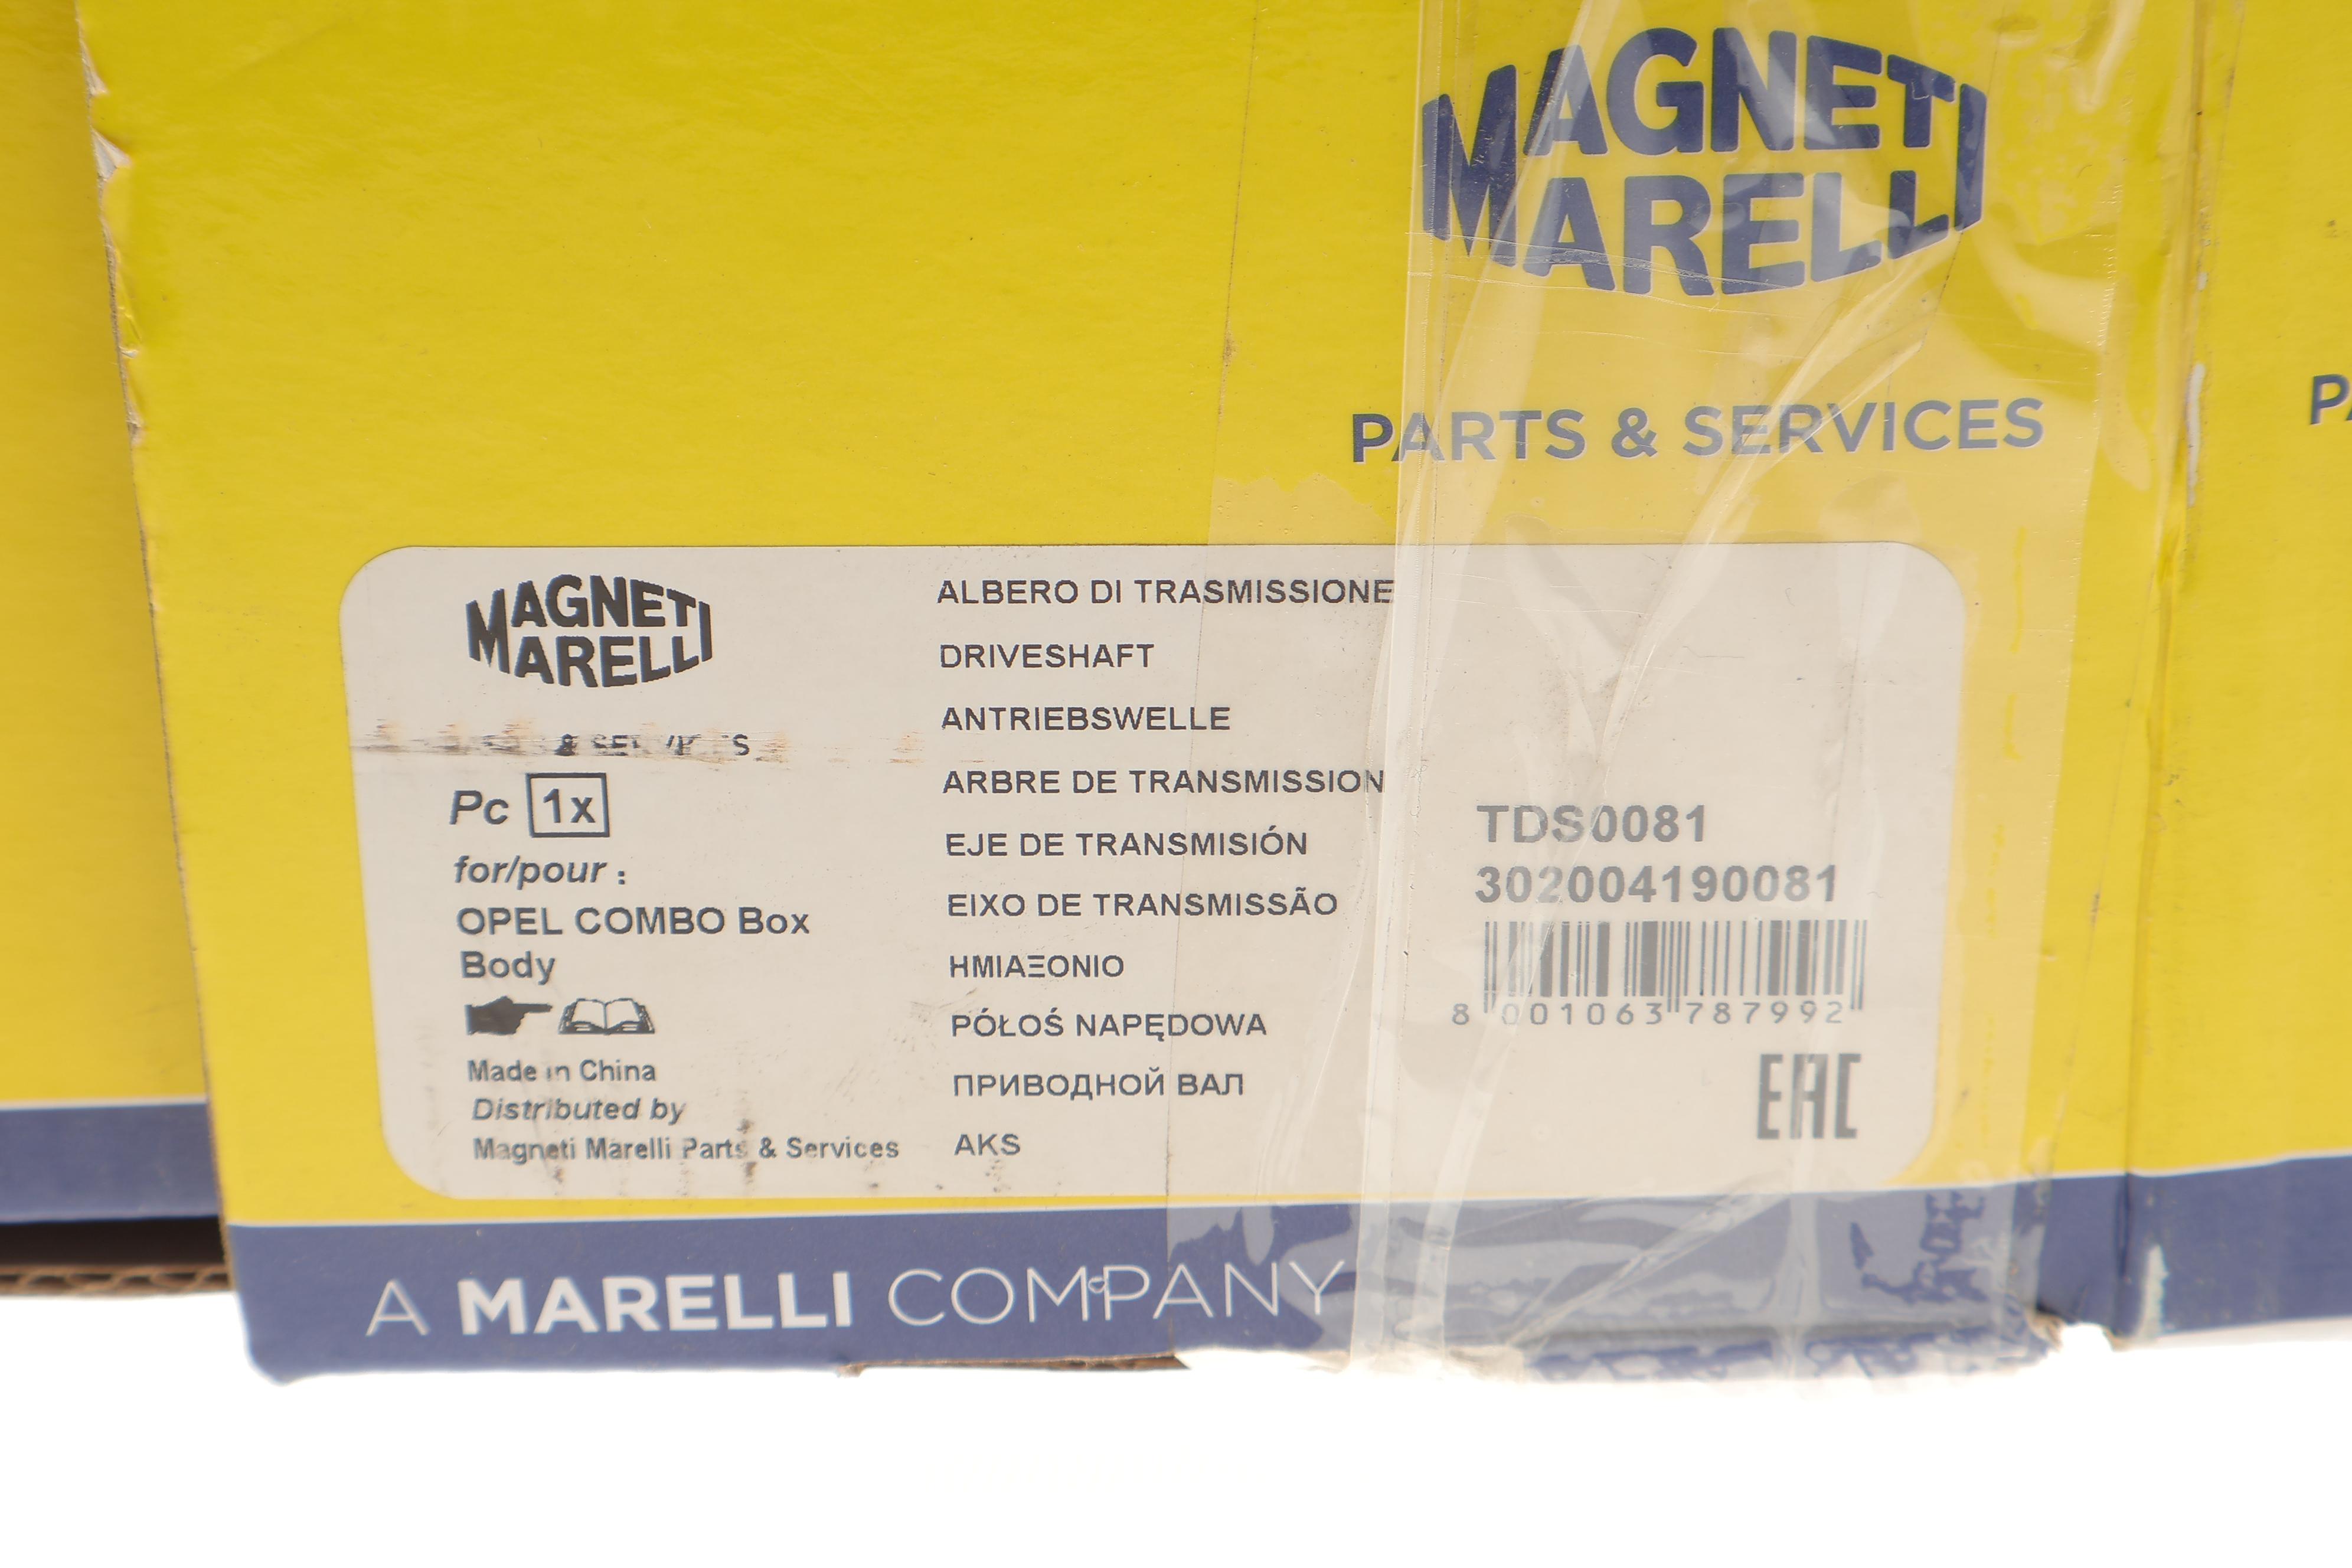 MAGNETI
MARELLI
PARTS & SERVICES
MAGNETI
MARELLI
& SERVICES
Pc 1x
for/pour :
OPEL COMBO Box
Body
Made in China
Distributed by
Magneti Marelli Parts & Services
ALBERO DI TRASMISSIONE
DRIVESHAFT
ANTRIEBSWELLE
ARBRE DE TRANSMISSION
EJE DE TRANSMISIÓN
EIXO DE TRANSMISSÃO
ΗΜΙΑΞΟΝΙΟ
PÓŁOŚ NAPĘDOWA
ПРИВОДНОЙ ВАЛ
AKS
TDS0081
302004190081
8 001063 787992
EAC
A MARELLI COMPANY